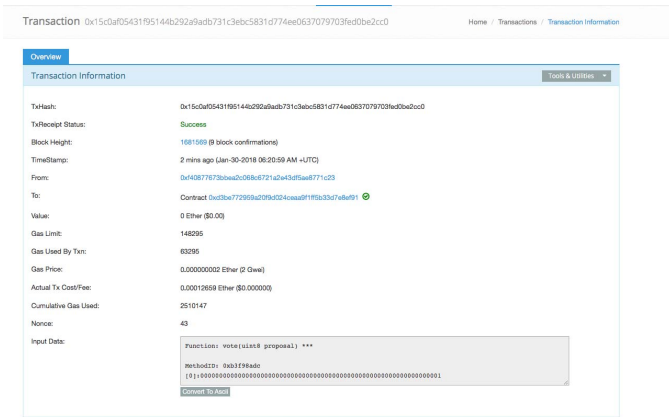 Transaction 0x15c0af05431f95144b292a9adb731c3ebc5831d774ee0637079703fed0be2cc0
Home / Transactions / Transaction Information
Overview
Transaction Information
Tools & Utilities
TxHash: 0x15c0af05431f95144b292a9adb731c3ebc5831d774ee0637079703fed0be2cc0
TxReceipt Status: Success
Block Height: 1681569 (9 block confirmations)
TimeStamp: 2 mins ago (Jan-30-2018 06:20:59 AM +UTC)
From: 0xf40877673bbea2c068c6721a2e43df5ae8771c23
To: Contract 0xd3be772959a20f9d024ceaa9f1ff5b33d7e8ef91
Value: 0 Ether ($0.00)
Gas Limit: 148295
Gas Used By Txn: 63295
Gas Price: 0.000000002 Ether (2 Gwei)
Actual Tx Cost/Fee: 0.00012659 Ether ($0.000000)
Cumulative Gas Used: 2510147
Nonce: 43
Input Data:
Function: vote(uint8 proposal) ***
MethodID: 0xb3f98adc
[0]:0000000000000000000000000000000000000000000000000000000000000001
Convert To Ascii